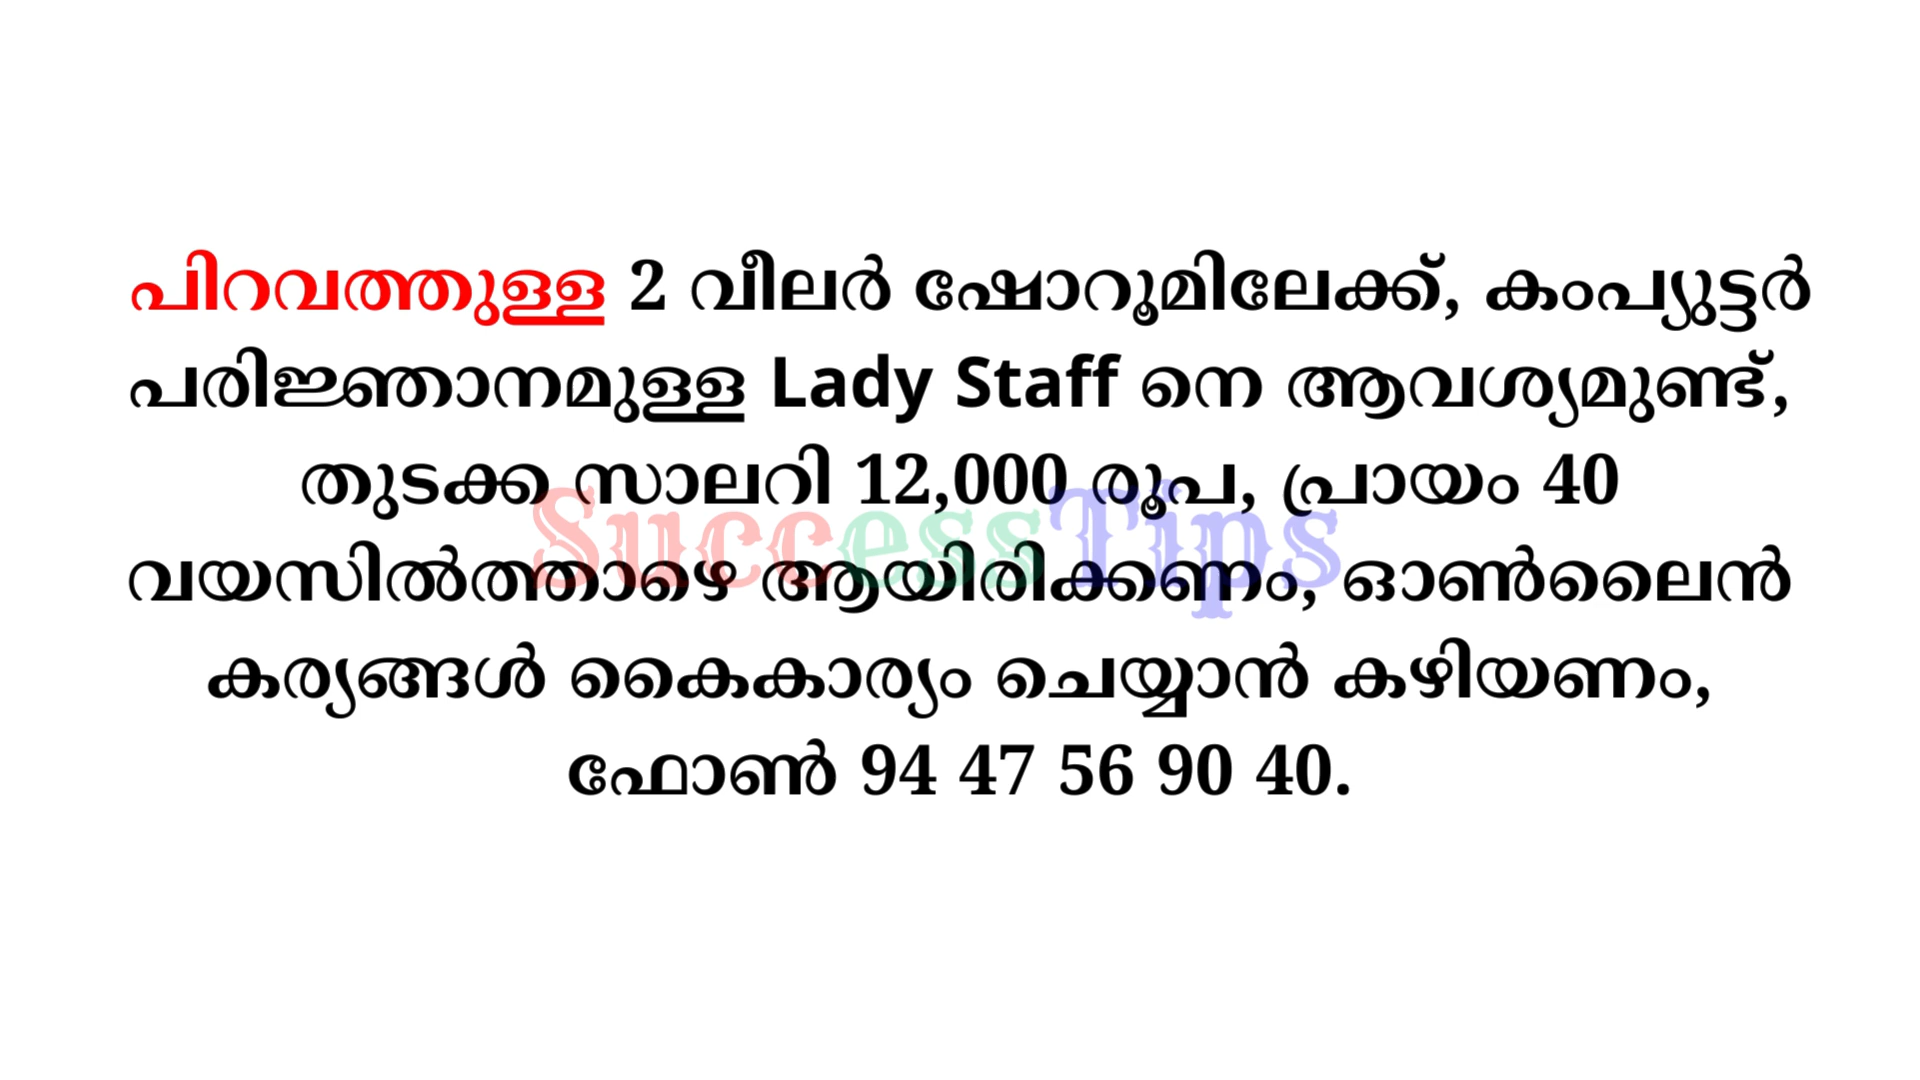 പിറവത്തുള്ള 2 വീലർ ഷോറൂമിലേക്ക്, കംപ്യുട്ടർ
പരിജ്ഞാനമുള്ള Lady Staff നെ ആവശ്യമുണ്ട്,
തുടക്ക സാലറി 12,000 രൂപ, പ്രായം 40
SuccessTips
വയസിൽത്താഴെ ആയിരിക്കണം, ഓൺലൈൻ
കര്യങ്ങൾ കൈകാര്യം ചെയ്യാൻ കഴിയണം,
ഫോൺ 94 47 56 90 40.